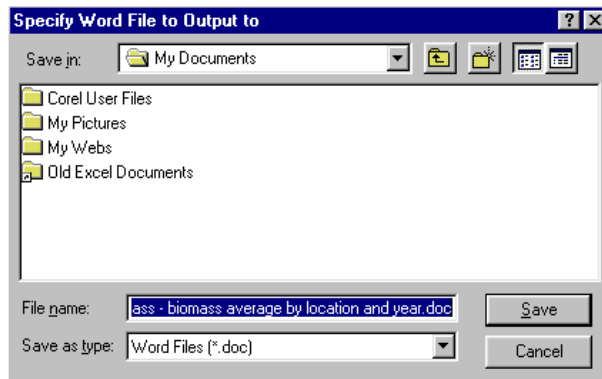 Specify Word File to Output to
Save in: My Documents
Corel User Files
My Pictures
My Webs
Old Excel Documents
File name: ass - biomass average by location and year.doc Save
Save as type: Word Files (*.doc) Cancel